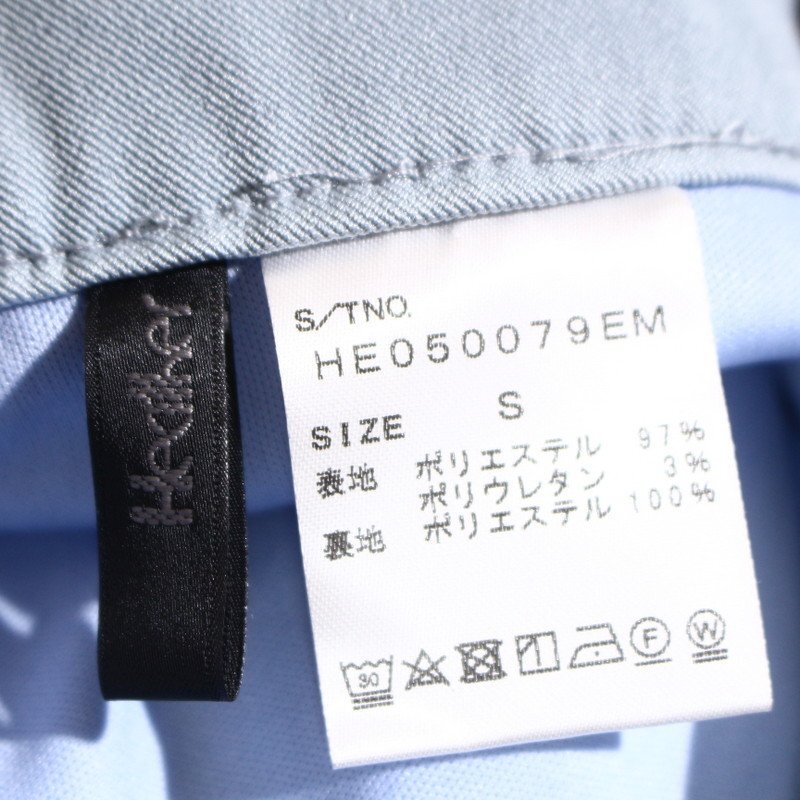 Heather
S/TNO.
HE050079EM
SIZE S
表地 ポリエステル 97%
ポリウレタン 3%
裏地 ポリエステル 100%
30
F
W